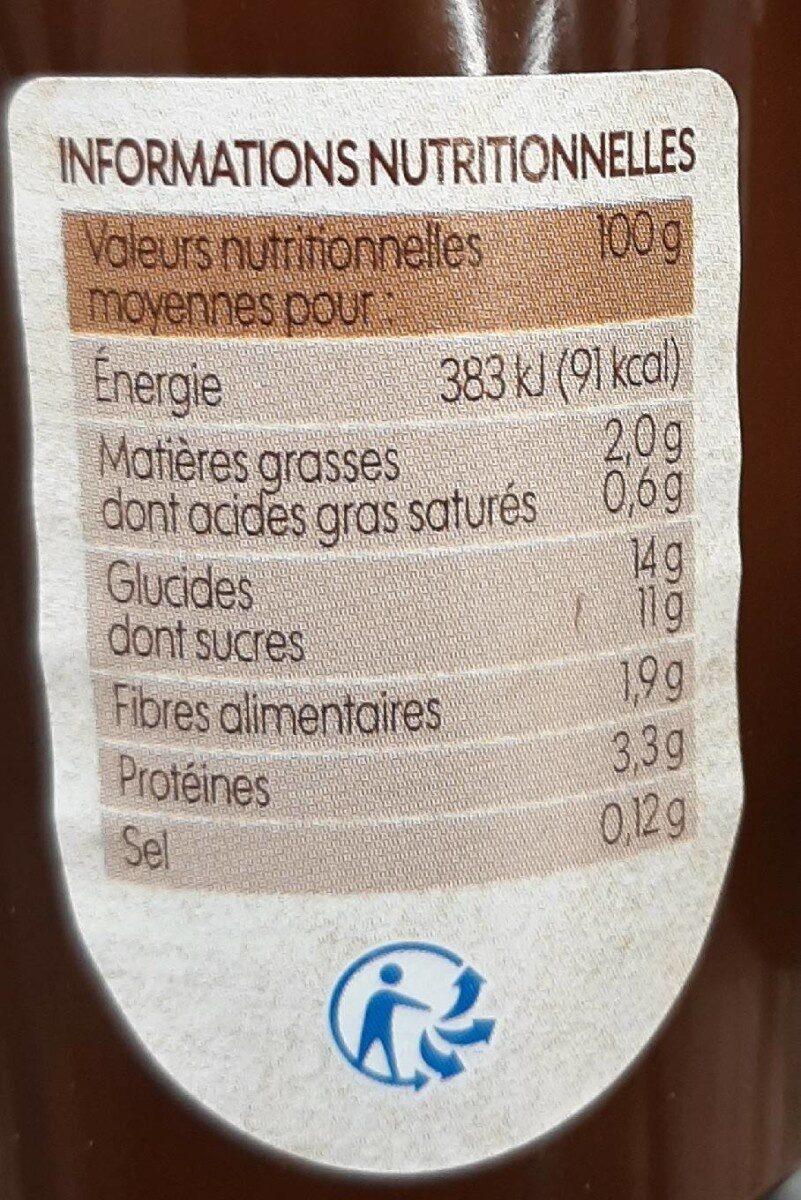 INFORMATIONS NUTRITIONNELLES
Valeurs nutritionnelles 100 g
moyennes pour :
Énergie 383 kJ (91 kcal)
Matières grasses 2,0 g
dont acides gras saturés 0,6 g
Glucides 14 g
dont sucres 11 g
Fibres alimentaires 1,9 g
Protéines 3,3 g
Sel 0,12 g